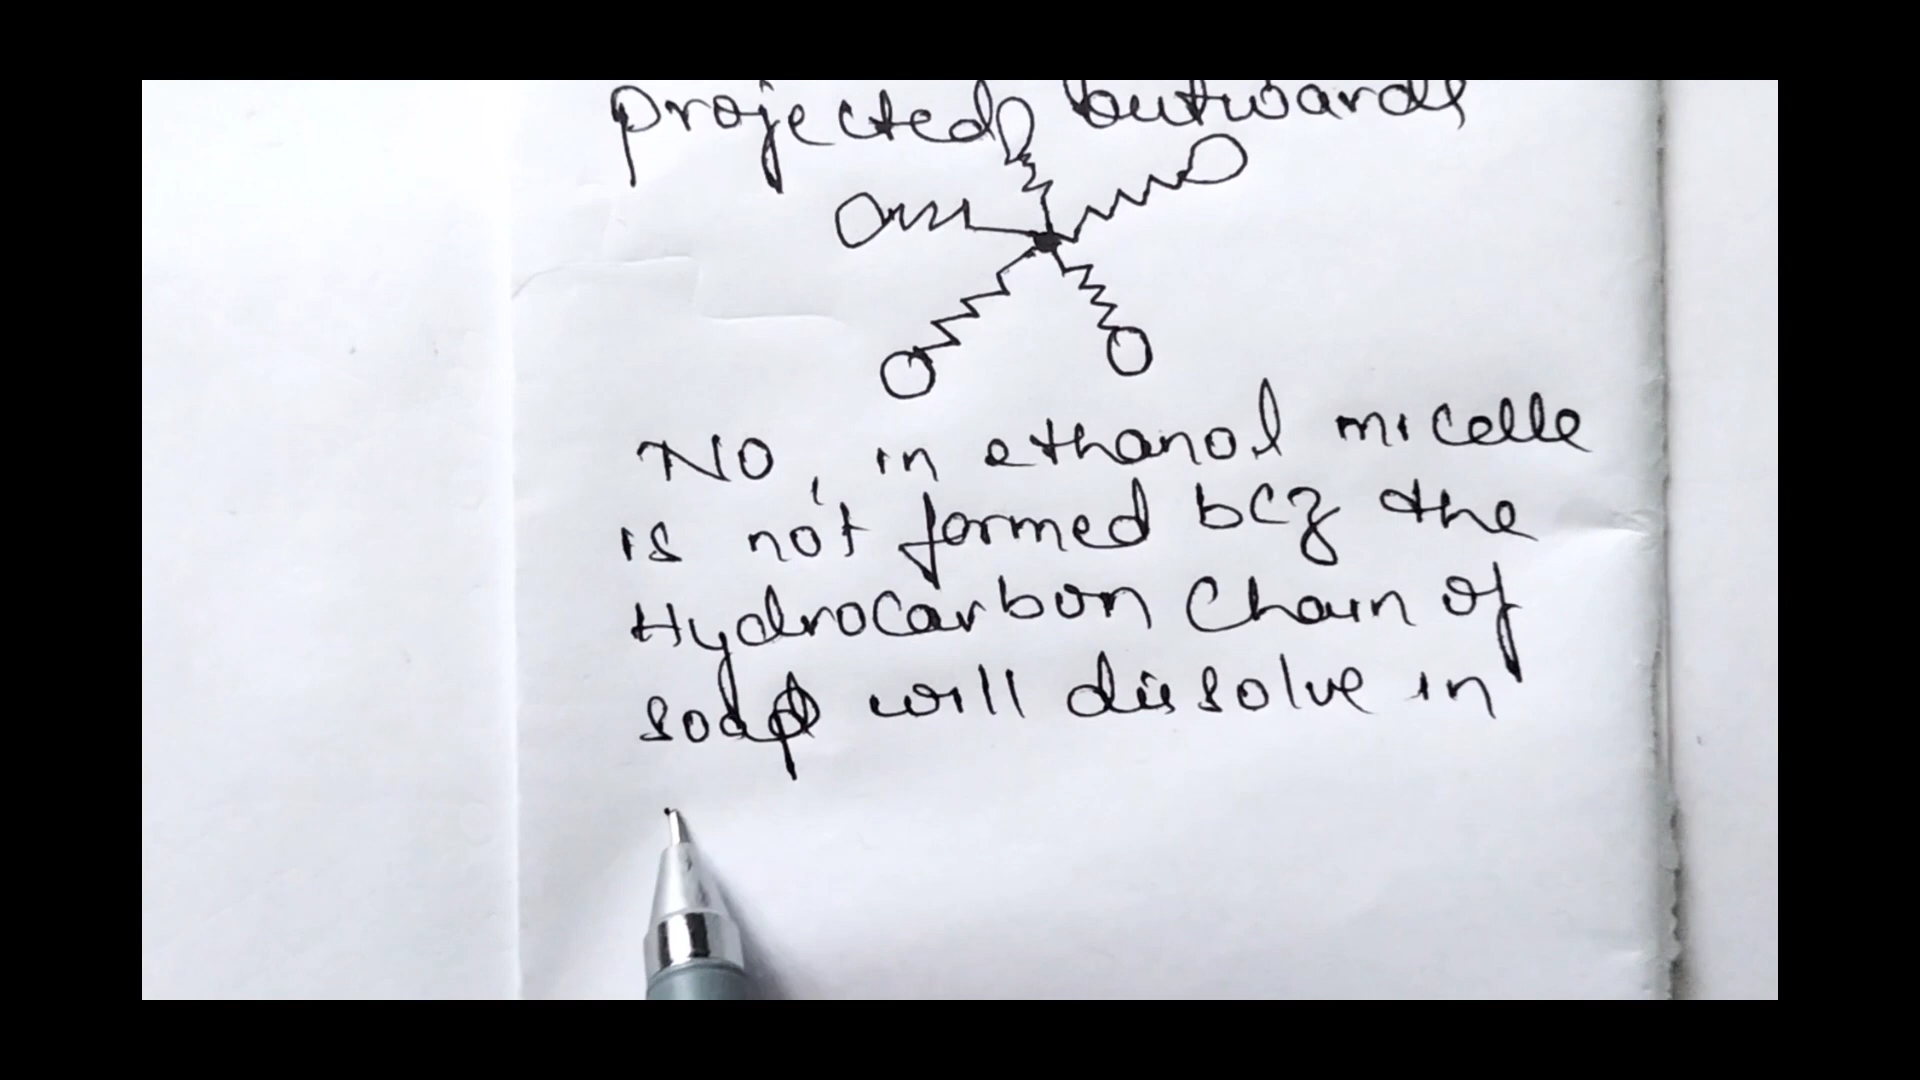 projected outwards
NO, in ethanol micelle
is not formed bcz the
Hydrocarbon Chain of
soap will dissolve in